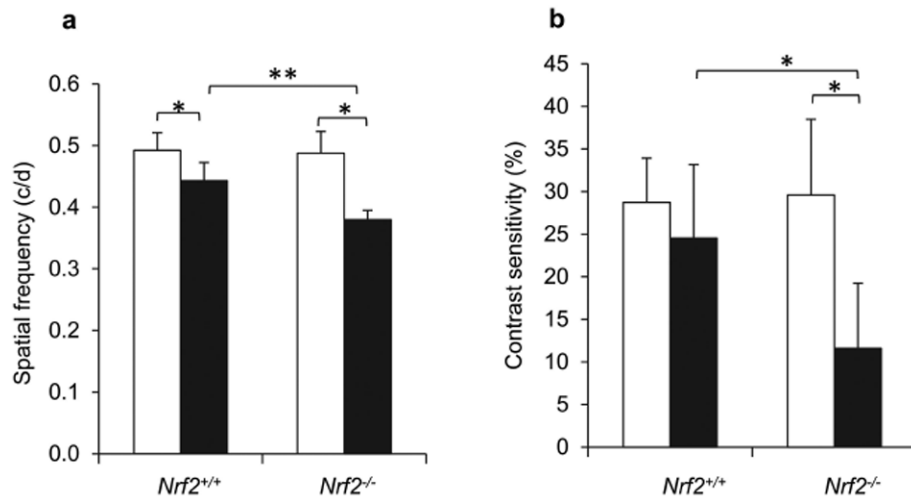 a
**
*
*
0.6
0.5
0.4
0.3
0.2
0.1
0.0
Spatial frequency (c/d)
Nrf2+/+
Nrf2-/-
b
*
*
45
40
35
30
25
20
15
10
5
0
Contrast sensitivity (%)
Nrf2+/+
Nrf2-/-